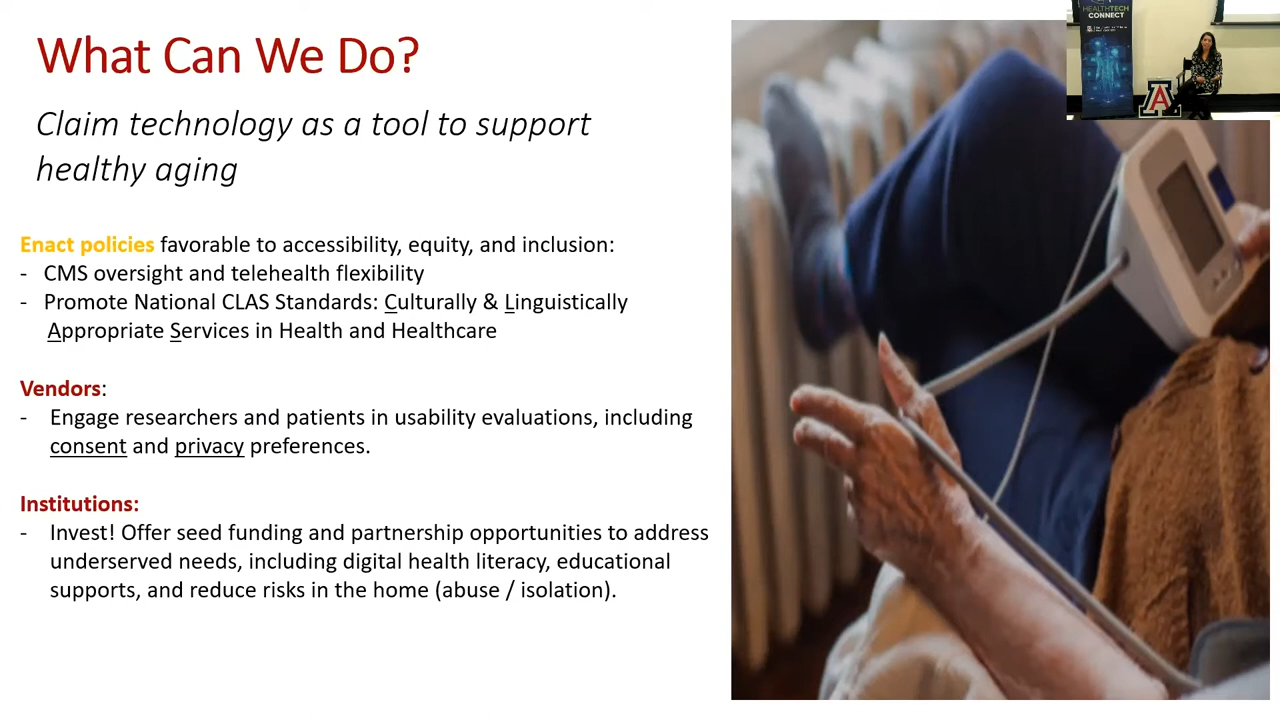 What Can We Do?
Claim technology as a tool to support
healthy aging
Enact policies favorable to accessibility, equity, and inclusion:
- CMS oversight and telehealth flexibility
- Promote National CLAS Standards: Culturally & Linguistically
Appropriate Services in Health and Healthcare
Vendors:
- Engage researchers and patients in usability evaluations, including
consent and privacy preferences.
Institutions:
- Invest! Offer seed funding and partnership opportunities to address
underserved needs, including digital health literacy, educational
supports, and reduce risks in the home (abuse / isolation).
HEALTHTECH
CONNECT
A